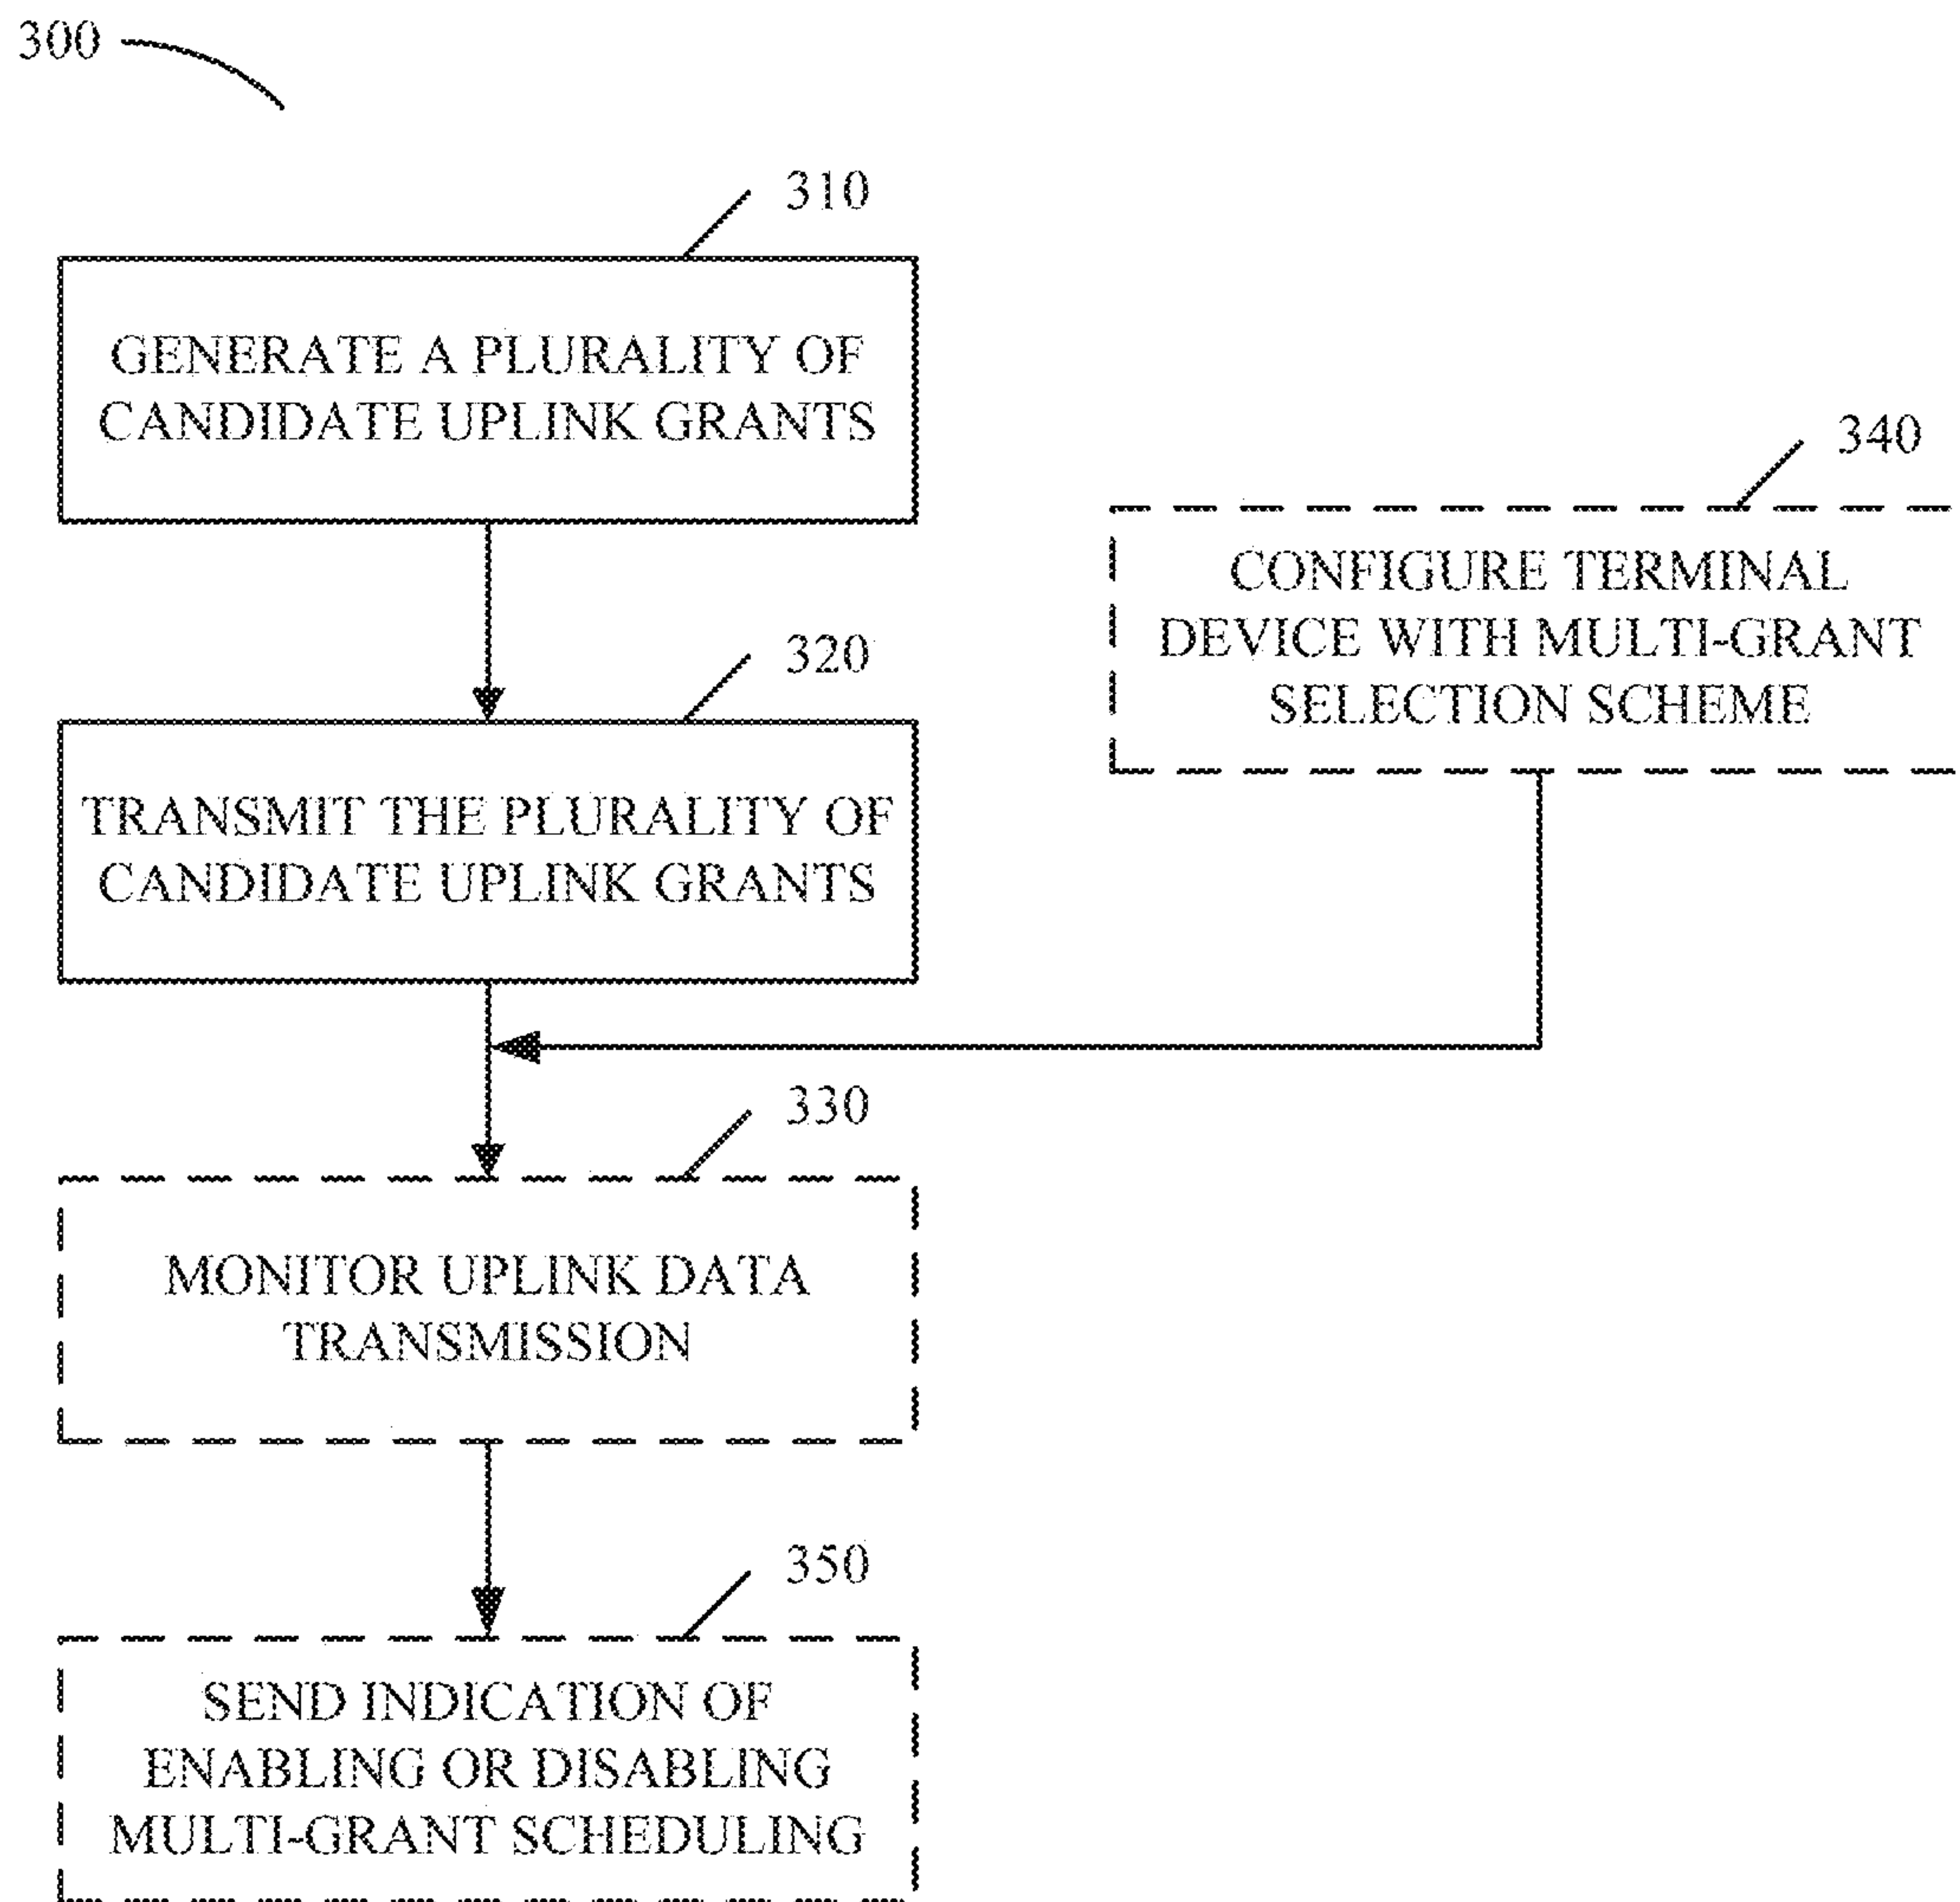 300
310
GENERATE A PLURALITY OF
CANDIDATE UPLINK GRANTS
340
CONFIGURE TERMINAL
DEVICE WITH MULTI-GRANT
SELECTION SCHEME
320
TRANSMIT THE PLURALITY OF
CANDIDATE UPLINK GRANTS
330
MONITOR UPLINK DATA
TRANSMISSION
350
SEND INDICATION OF
ENABLING OR DISABLING
MULTI-GRANT SCHEDULING